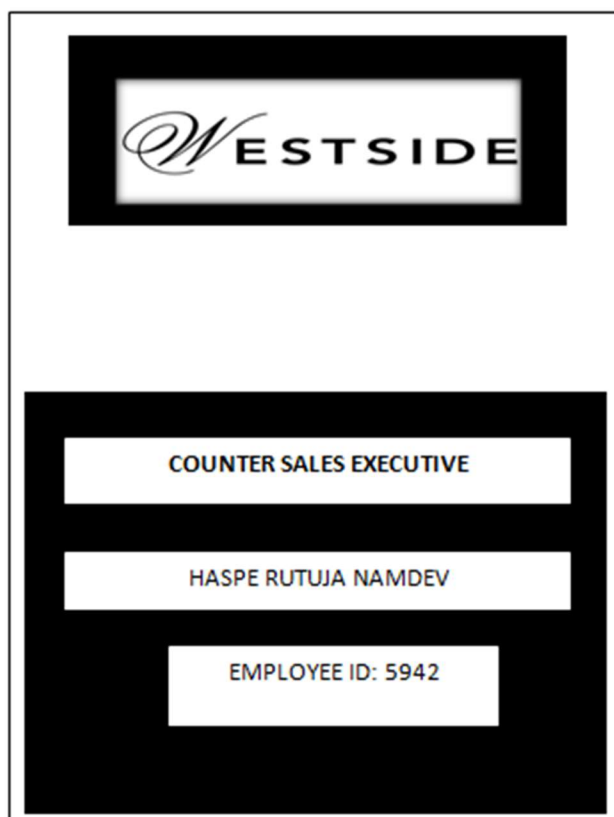 WESTSIDE
COUNTER SALES EXECUTIVE
HASPE RUTUJA NAMDEV
EMPLOYEE ID: 5942